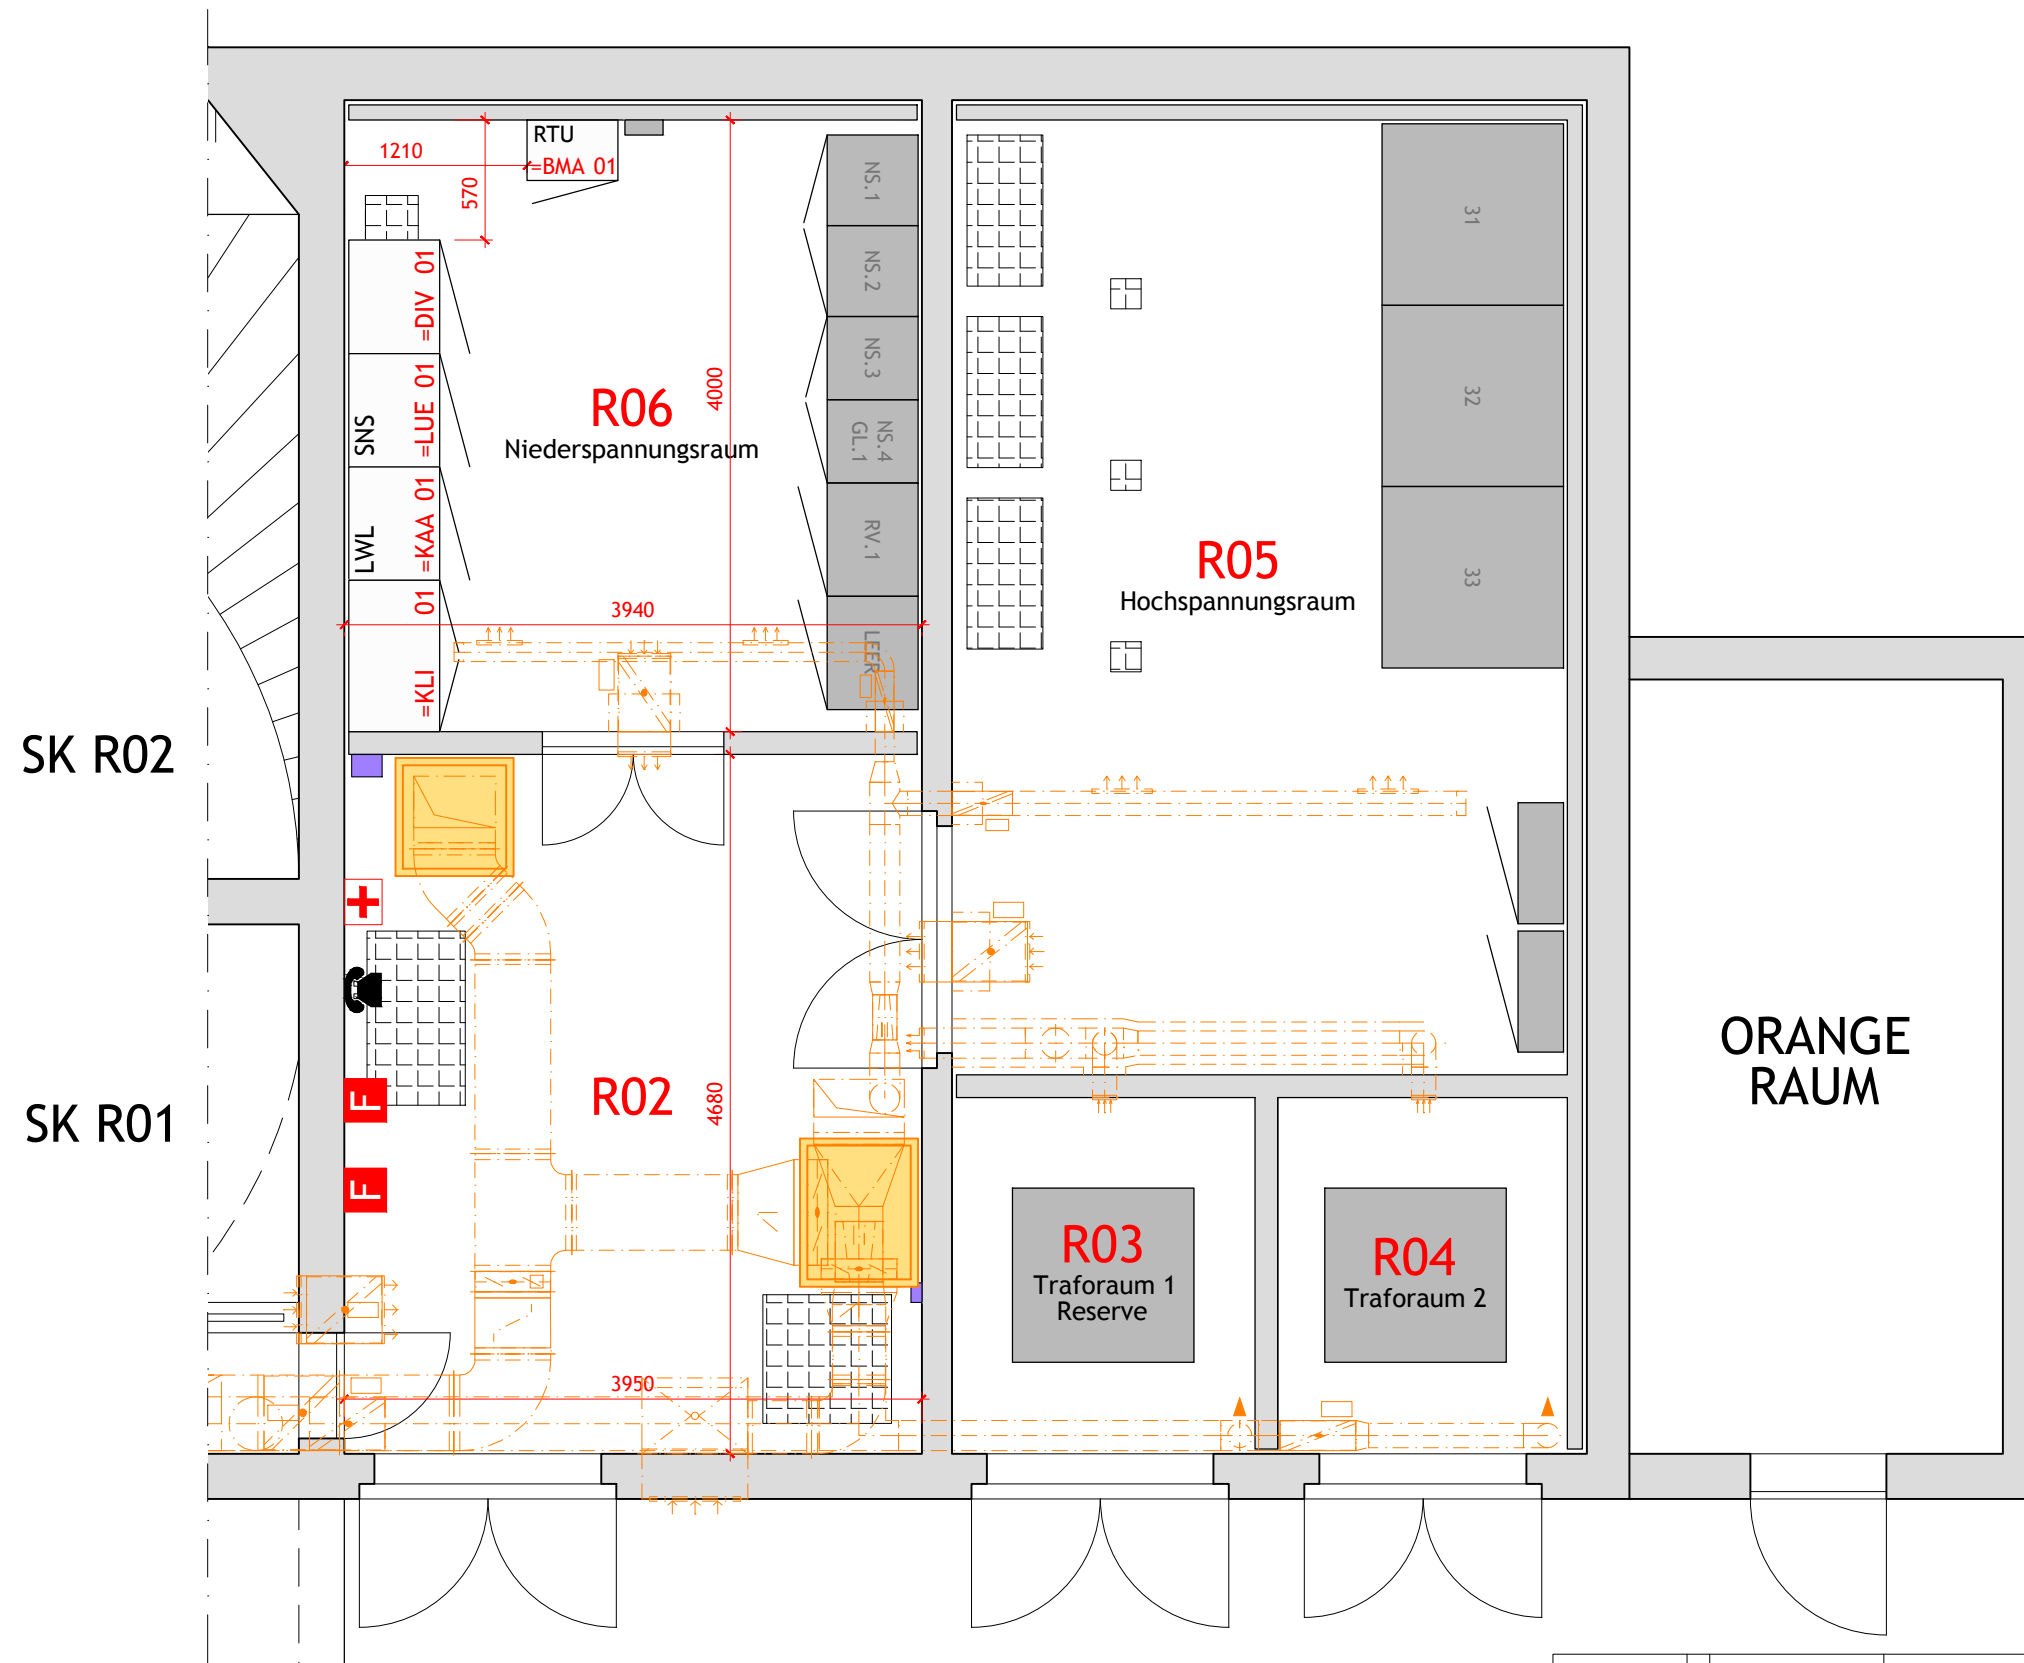 RTU
=BMA 01
1210
570
=DIV 01
SNS
=LUE 01
LWL
=KAA 01
=KLI 01
R06
Niederspannungsraum
4000
3940
NS.1
NS.2
NS.3
NS.4
GL.1
RV.1
LEER
31
32
33
R05
Hochspannungsraum
SK R02
SK R01
F
F
R02
4680
3950
R03
Traforaum 1
Reserve
R04
Traforaum 2
ORANGE
RAUM